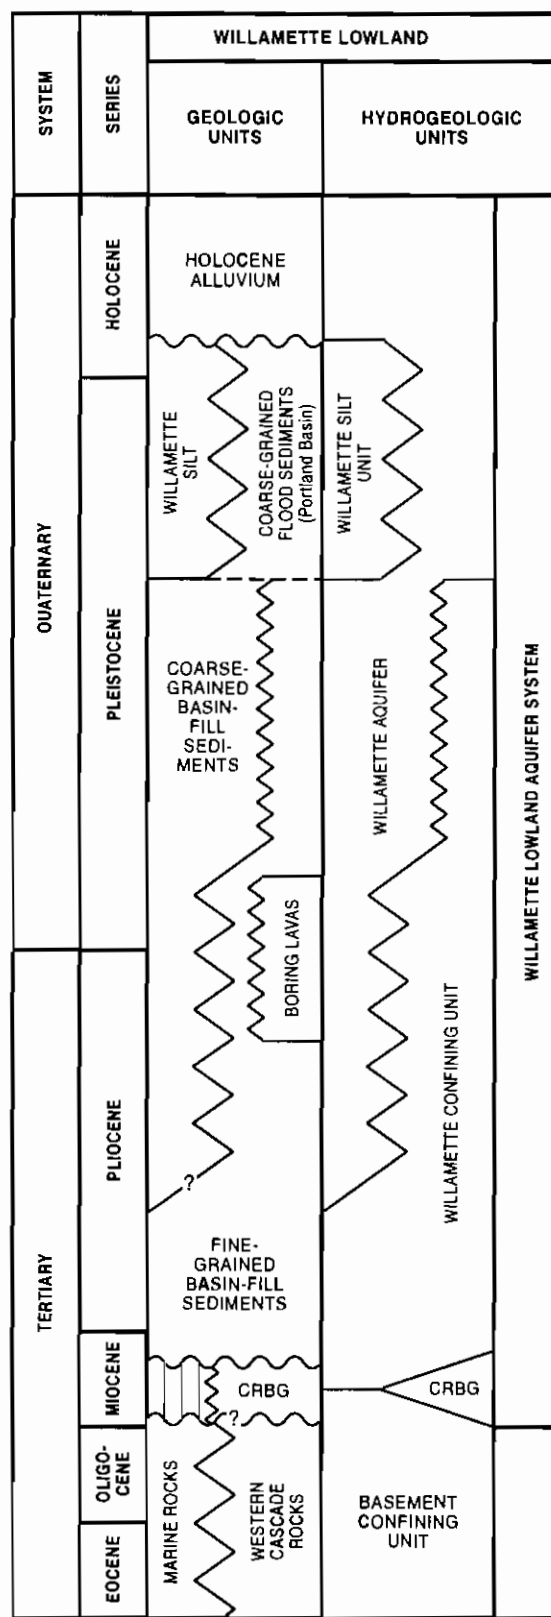 WILLAMETTE LOWLAND
SYSTEM
SERIES
GEOLOGIC
UNITS
HYDROGEOLOGIC
UNITS
QUATERNARY
TERTIARY
HOLOCENE
PLEISTOCENE
PLIOCENE
MIOCENE
OLIGO-
CENE
EOCENE
HOLOCENE
ALLUVIUM
WILLAMETTE
SILT
COARSE-GRAINED
FLOOD SEDIMENTS
(Portland Basin)
COARSE-
GRAINED
BASIN-
FILL
SEDI-
MENTS
BORING LAVAS
?
FINE-
GRAINED
BASIN-FILL
SEDIMENTS
CRBG
?
MARINE ROCKS
WESTERN
CASCADE
ROCKS
WILLAMETTE SILT
UNIT
WILLAMETTE AQUIFER
WILLAMETTE CONFINING UNIT
CRBG
BASEMENT
CONFINING
UNIT
WILLAMETTE LOWLAND AQUIFER SYSTEM